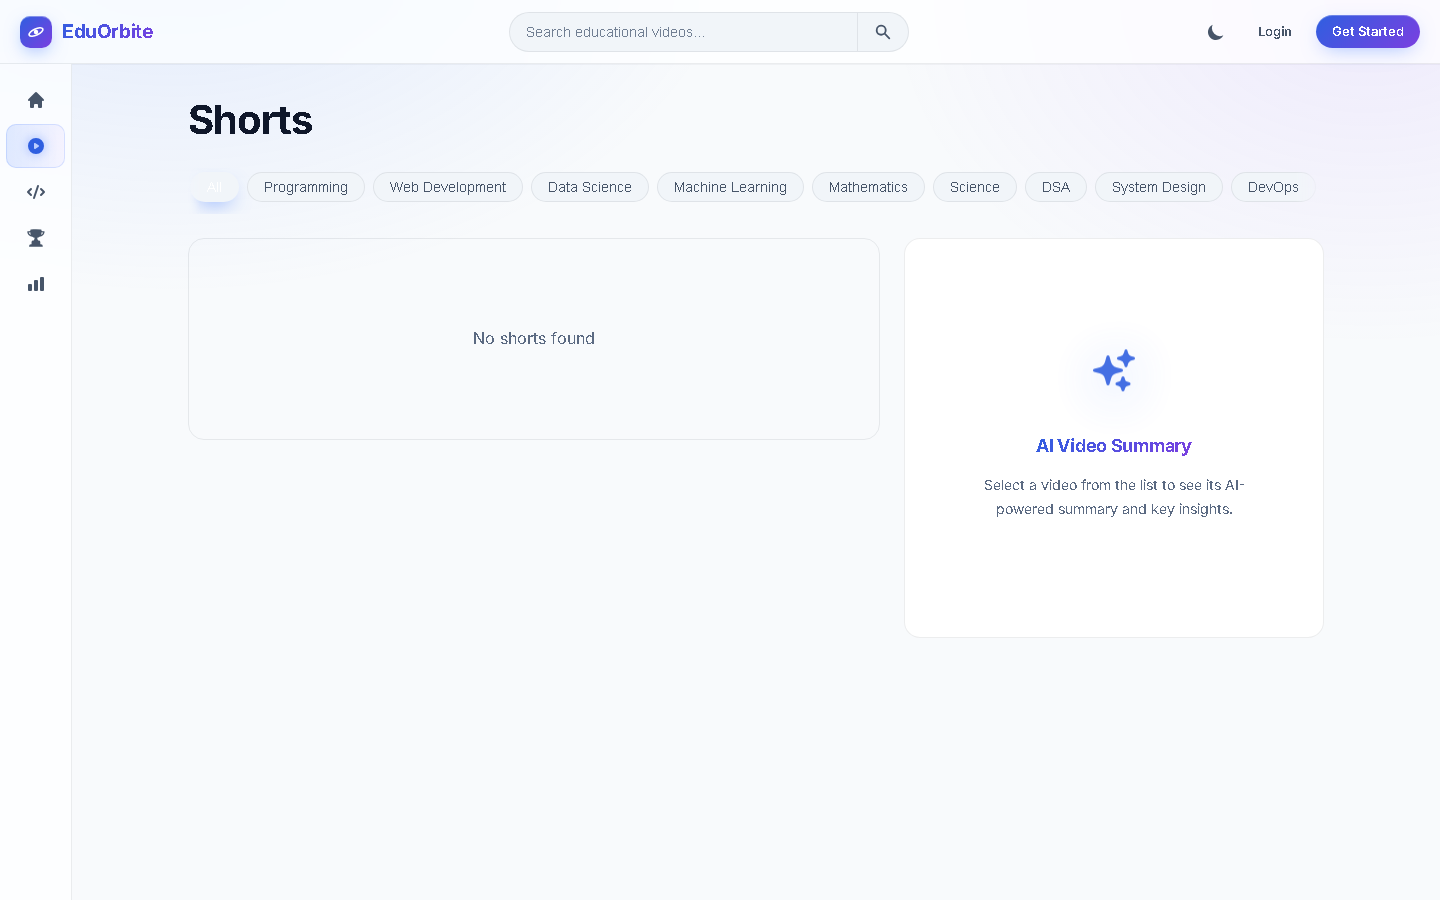 EduOrbite
Search educational videos...
Login
Get Started
Shorts
All
Programming
Web Development
Data Science
Machine Learning
Mathematics
Science
DSA
System Design
DevOps
No shorts found
AI Video Summary
Select a video from the list to see its AI-
powered summary and key insights.